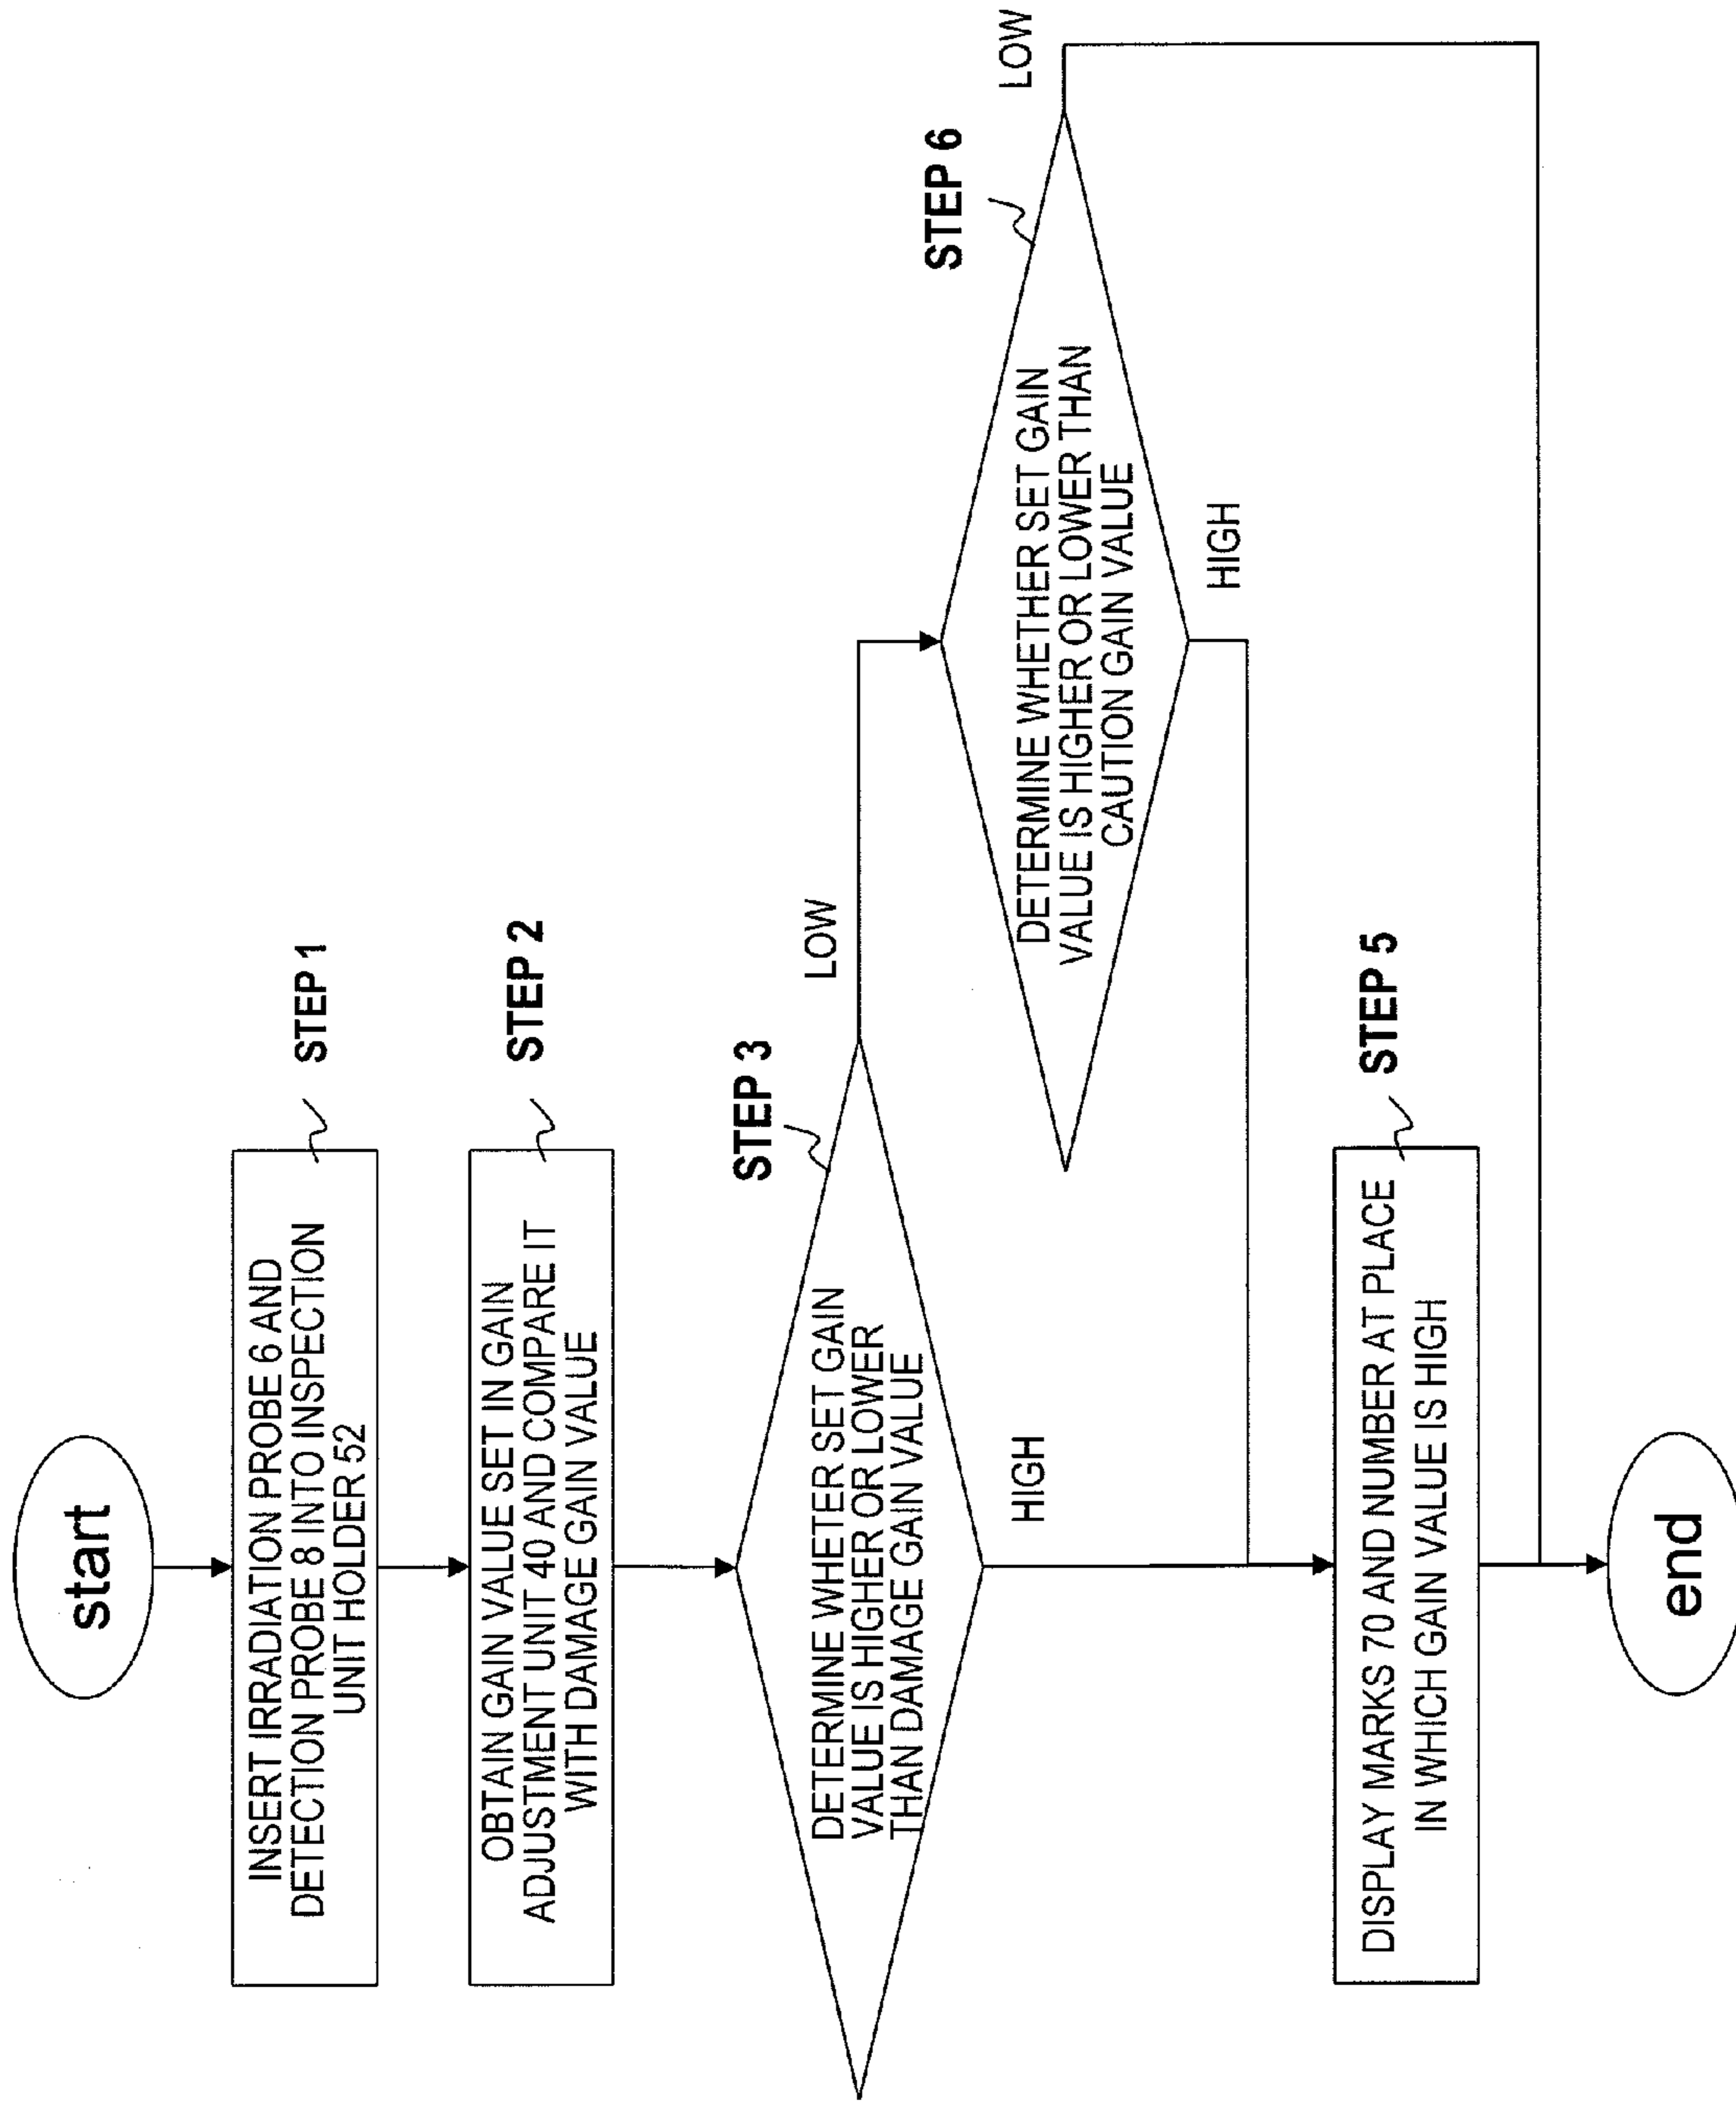 start
INSERT IRRADIATION PROBE 6 AND
DETECTION PROBE 8 INTO INSPECTION
UNIT HOLDER 52
STEP 1
OBTAIN GAIN VALUE SET IN GAIN
ADJUSTMENT UNIT 40 AND COMPARE IT
WITH DAMAGE GAIN VALUE
STEP 2
STEP 3
DETERMINE WHETER SET GAIN
VALUE IS HIGHER OR LOWER
THAN DAMAGE GAIN VALUE
LOW
HIGH
STEP 6
DETERMINE WHETHER SET GAIN
VALUE IS HIGHER OR LOWER THAN
CAUTION GAIN VALUE
LOW
HIGH
STEP 5
DISPLAY MARKS 70 AND NUMBER AT PLACE
IN WHICH GAIN VALUE IS HIGH
end